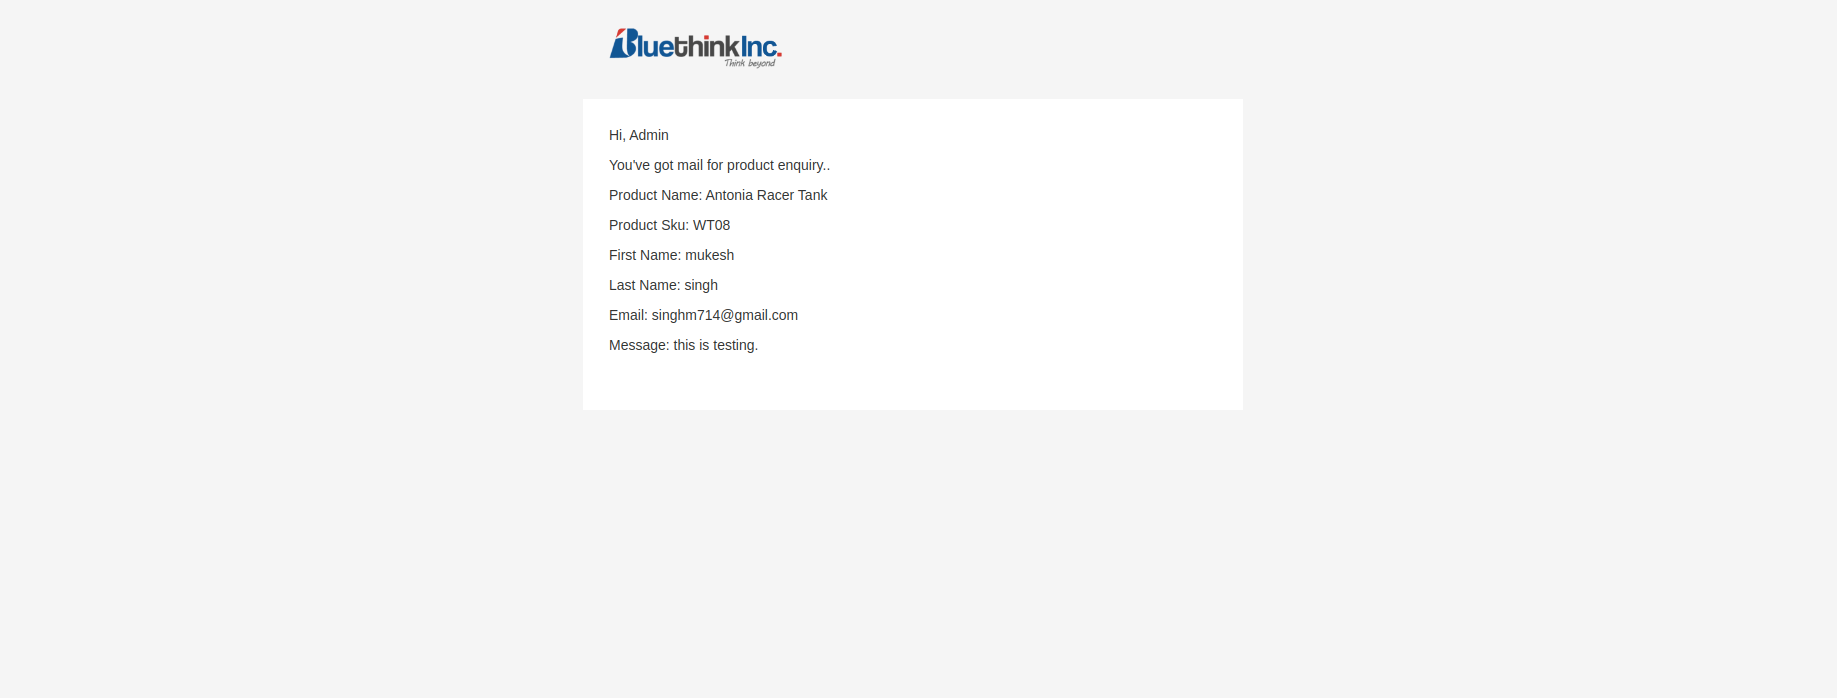 BluethinkInc.
Think beyond
Hi, Admin
You've got mail for product enquiry..
Product Name: Antonia Racer Tank
Product Sku: WT08
First Name: mukesh
Last Name: singh
Email: singhm714@gmail.com
Message: this is testing.